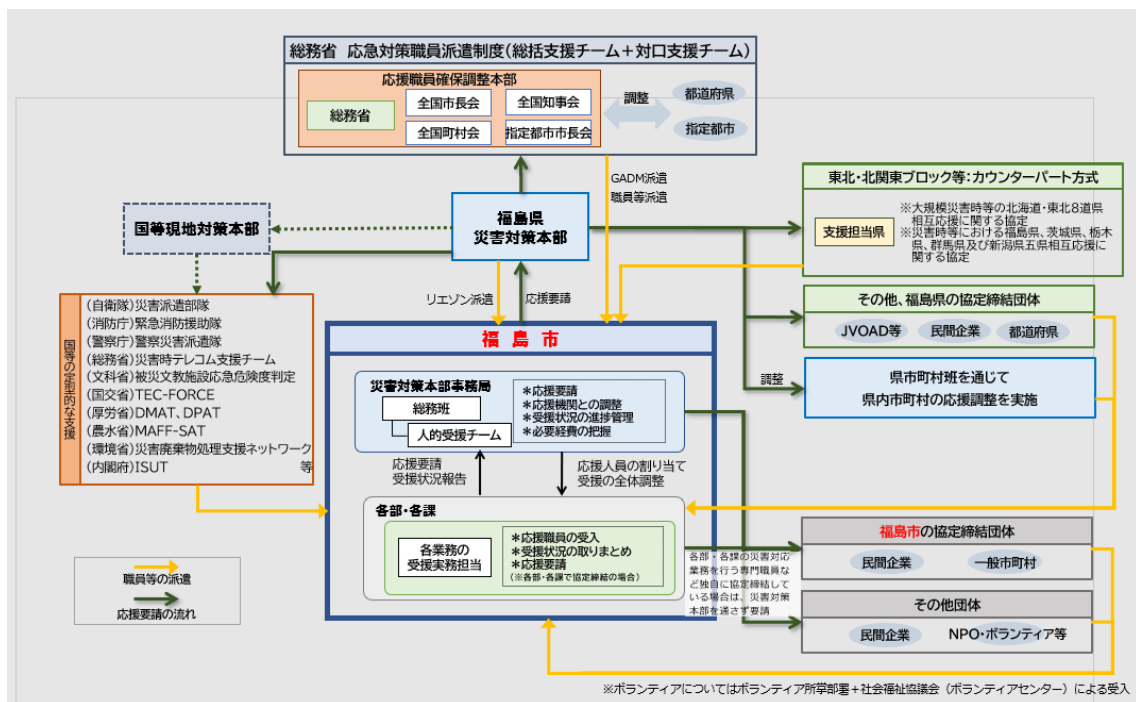 総務省 応急対策職員派遣制度(総括支援チーム+対口支援チーム)
応援職員確保調整本部
総務省
全国市長会
全国知事会
全国町村会
指定都市市長会
調整
都道府県
指定都市
GADM派遣
職員等派遣
国等現地対策本部
福島県
災害対策本部
リエゾン派遣
応援要請
東北・北関東ブロック等:カウンターパート方式
支援担当県
※大規模災害時等の北海道・東北8道県
相互応援に関する協定
※災害時等における福島県、茨城県、栃木
県、群馬県及び新潟県五県相互応援に
関する協定
その他、福島県の協定締結団体
JVOAD等
民間企業
都道府県
調整
県市町村班を通じて
県内市町村の応援調整を実施
国等の定型的な支援
(自衛隊)災害派遣部隊
(消防庁)緊急消防援助隊
(警察庁)警察災害派遣隊
(総務省)災害時テレコム支援チーム
(文科省)被災文教施設応急危険度判定
(国交省)TEC-FORCE
(厚労省)DMAT、DPAT
(農水省)MAFF-SAT
(環境省)災害廃棄物処理支援ネットワーク
(内閣府)ISUT 等
福島市
災害対策本部事務局
総務班
人的受援チーム
*応援要請
*応援機関との調整
*受援状況の進捗管理
*必要経費の把握
応援要請
受援状況報告
応援人員の割り当て
受援の全体調整
各部・各課
各業務の
受援実務担当
*応援職員の受入
*受援状況の取りまとめ
*応援要請
(※各部・各課で協定締結の場合)
各部・各課の災害対応
業務を行う専門職員な
ど独自に協定締結して
いる場合は、災害対策
本部を通さず要請
福島市の協定締結団体
民間企業
一般市町村
その他団体
民間企業
NPO・ボランティア等
職員等の派遣
応援要請の流れ
※ボランティアについてはボランティア所掌部署+社会福祉協議会(ボランティアセンター)による受入